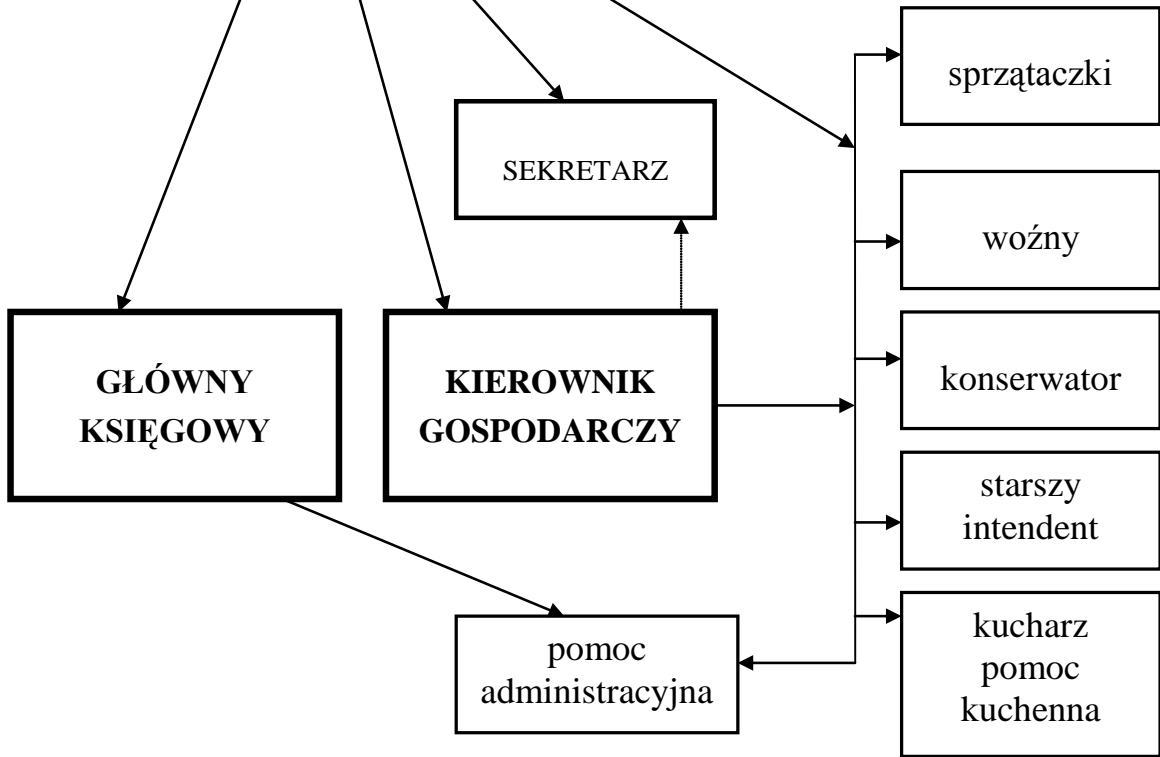 sprzątaczki
SEKRETARZ
woźny
GŁÓWNY
KSIĘGOWY
KIEROWNIK
GOSPODARCZY
konserwator
starszy
intendent
pomoc
administracyjna
kucharz
pomoc
kuchenna